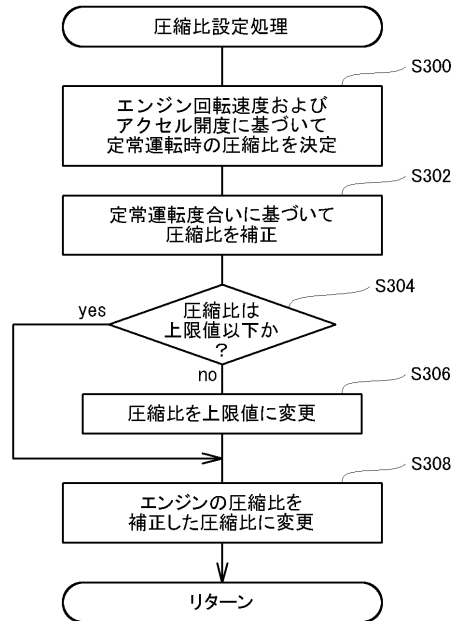 圧縮比設定処理
S300
エンジン回転速度および
アクセル開度に基づいて
定常運転時の圧縮比を決定
S302
定常運転度合いに基づいて
圧縮比を補正
S304
圧縮比は
上限値以下か
?
yes
no
S306
圧縮比を上限値に変更
S308
エンジンの圧縮比を
補正した圧縮比に変更
リターン